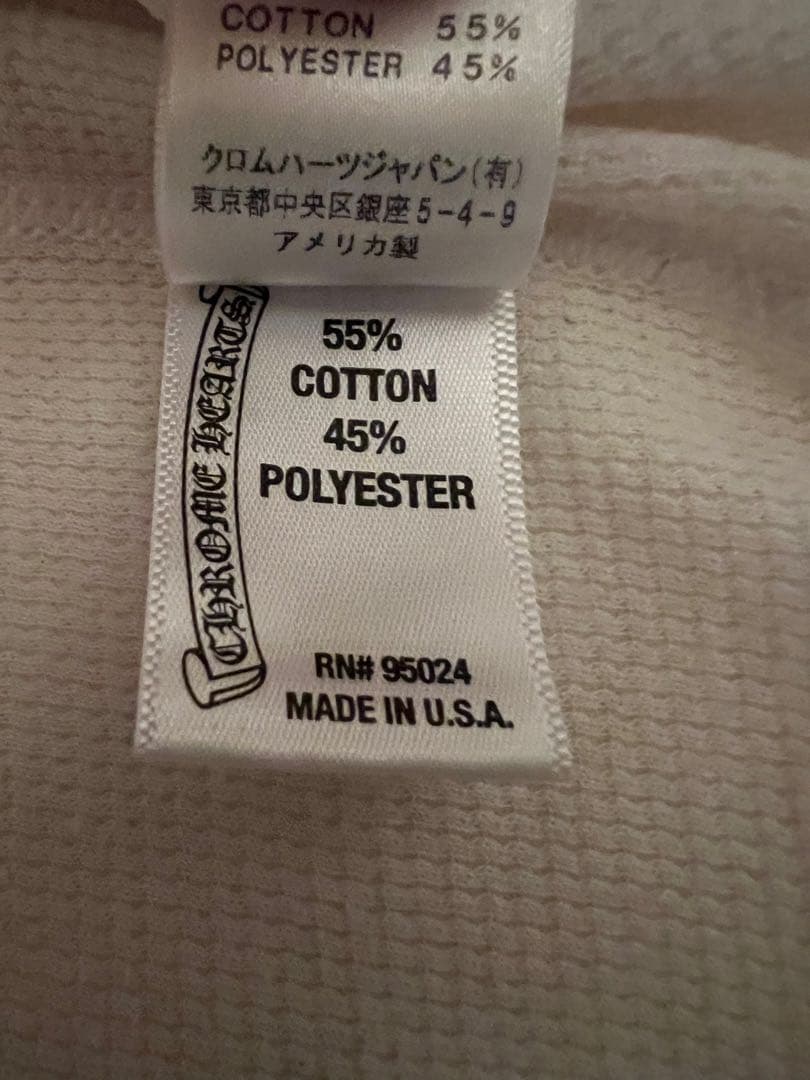 COTTON 55%
POLYESTER 45%
クロムハーツジャパン(有)
東京都中央区銀座5-4-9
アメリカ製
CHROME HEARTS
55%
COTTON
45%
POLYESTER
RN# 95024
MADE IN U.S.A.